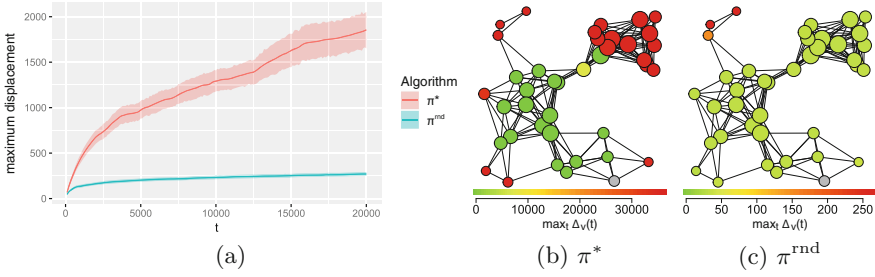 maximum displacement
2000
1500
1000
500
250
0
0
5000
10000
15000
20000
t
Algorithm
π*
π^rnd
(a)
0 10000 20000 30000
max_t Δ_v(t)
(b) π*
0 50 100 150 200 250
max_t Δ_v(t)
(c) π^rnd